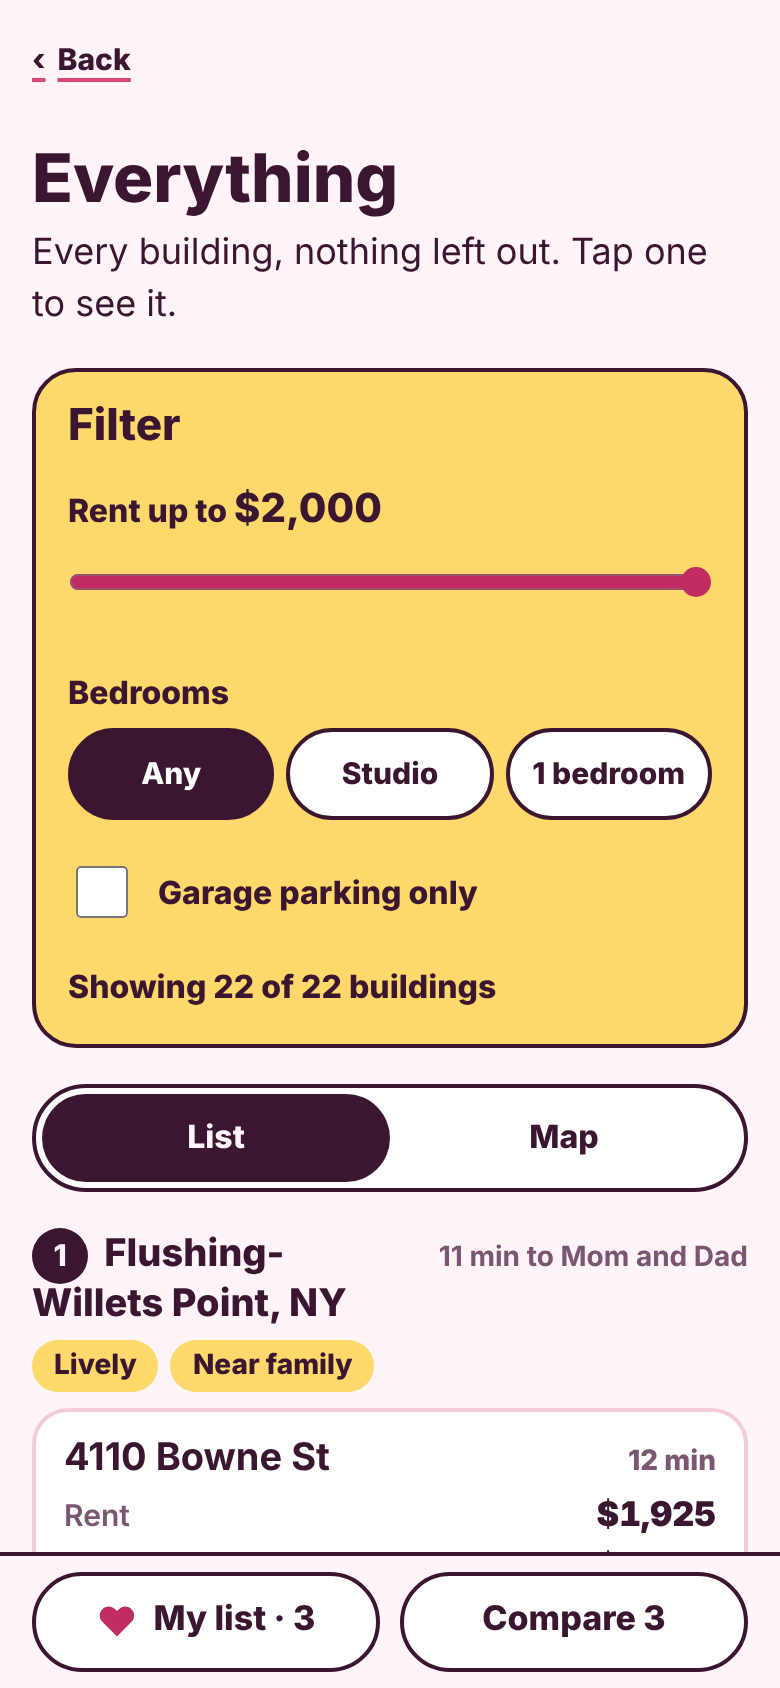 ‹ Back
Everything
Every building, nothing left out. Tap one
to see it.
Filter
Rent up to $2,000
Bedrooms
Any
Studio
1 bedroom
Garage parking only
Showing 22 of 22 buildings
List
Map
1 Flushing-
Willets Point, NY
11 min to Mom and Dad
Lively
Near family
4110 Bowne St
12 min
Rent
$1,925
My list · 3
Compare 3